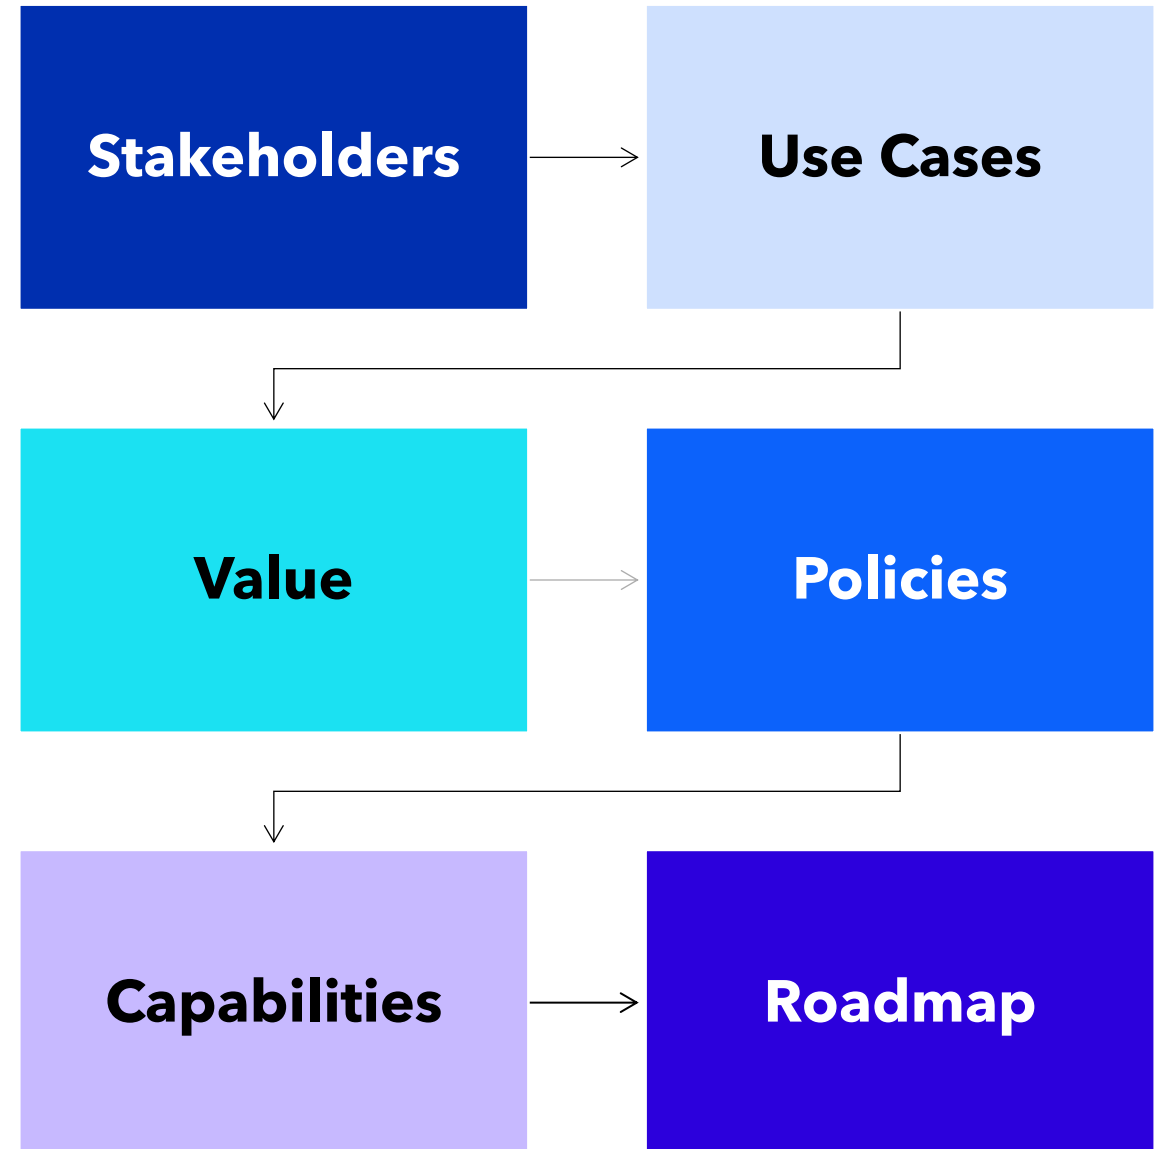 Stakeholders
Use Cases
Value
Policies
Capabilities
Roadmap